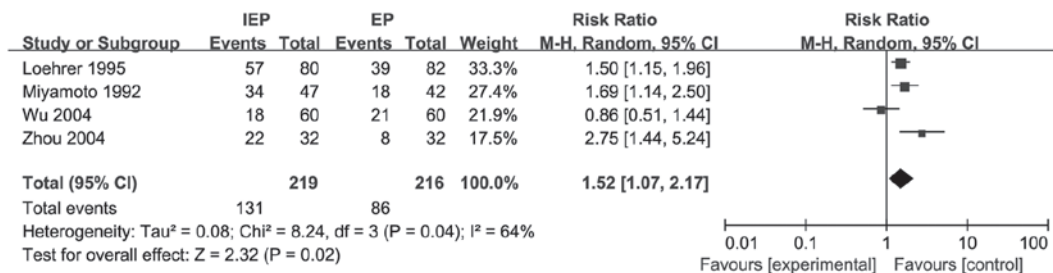 IEP EP Risk Ratio Risk Ratio
Study or Subgroup Events Total Events Total Weight M-H, Random, 95% CI M-H, Random, 95% CI
Loehrer 1995 57 80 39 82 33.3% 1.50 [1.15, 1.96]
Miyamoto 1992 34 47 18 42 27.4% 1.69 [1.14, 2.50]
Wu 2004 18 60 21 60 21.9% 0.86 [0.51, 1.44]
Zhou 2004 22 32 8 32 17.5% 2.75 [1.44, 5.24]
Total (95% CI) 219 216 100.0% 1.52 [1.07, 2.17]
Total events 131 86
Heterogeneity: Tau² = 0.08; Chi² = 8.24, df = 3 (P = 0.04); I² = 64%
Test for overall effect: Z = 2.32 (P = 0.02)
0.01 0.1 1 10 100
Favours [experimental] Favours [control]